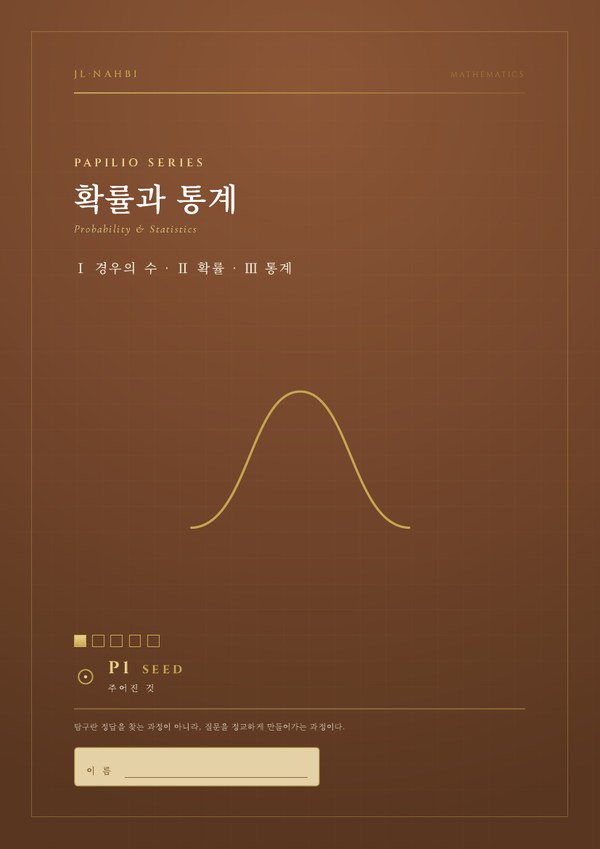 JL·NAHBI
MATHEMATICS
PAPILIO SERIES
확률과 통계
Probability & Statistics
Ⅰ 경우의 수 · Ⅱ 확률 · Ⅲ 통계
P1 SEED
주어진 것
탐구란 정답을 찾는 과정이 아니라, 질문을 정교하게 만들어가는 과정이다.
이 름